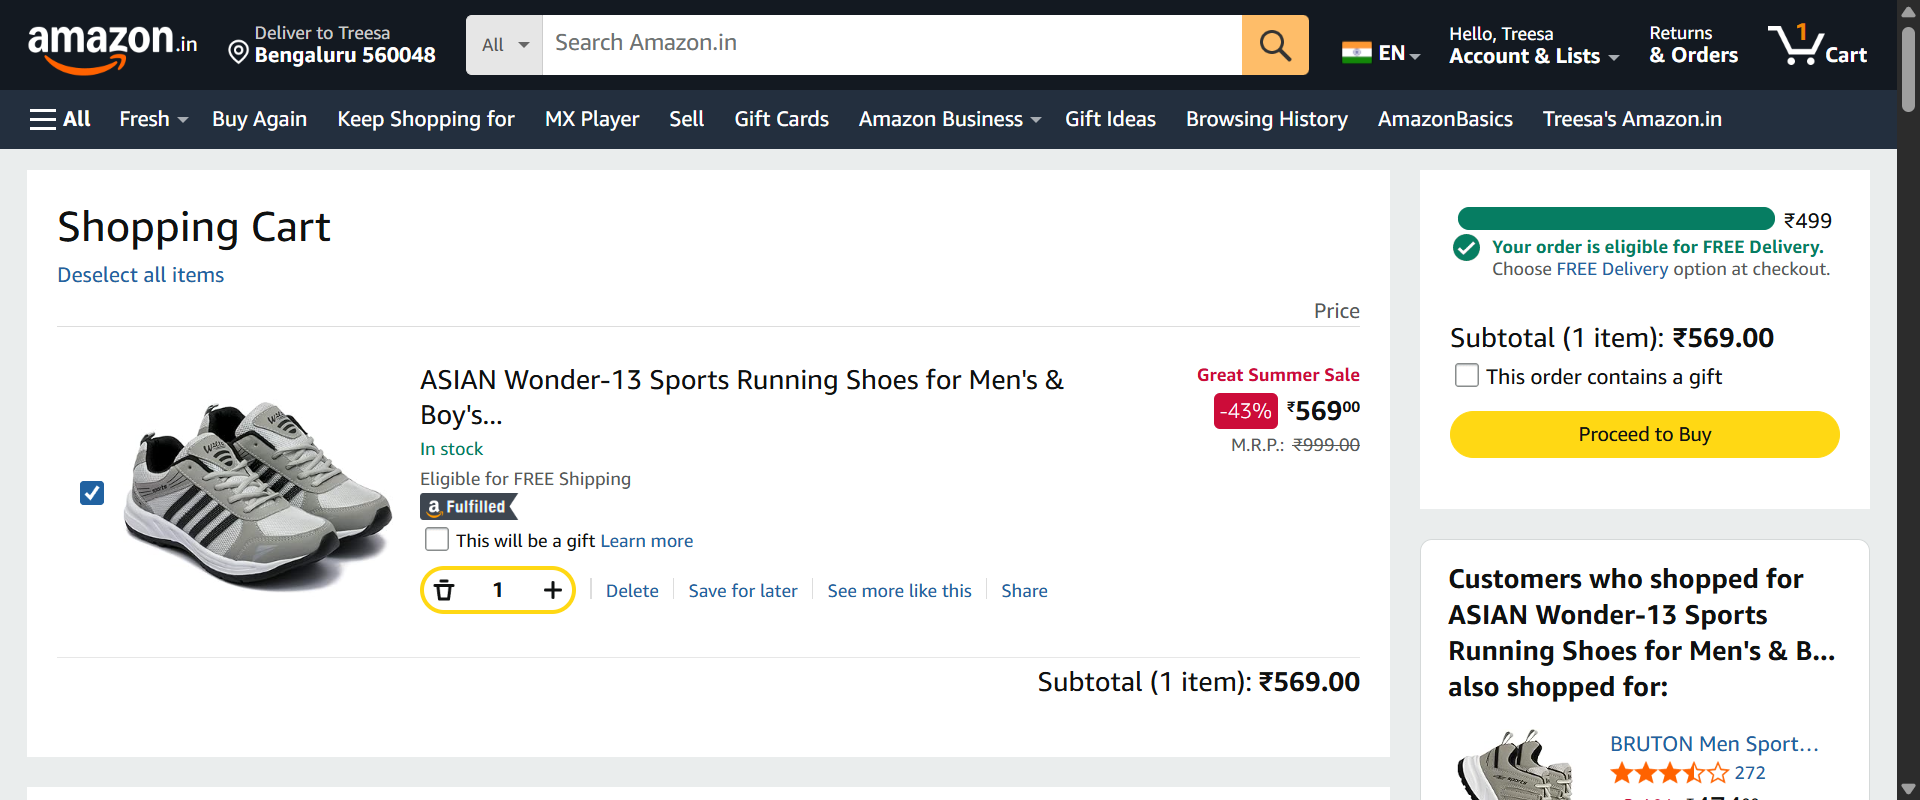 amazon.in
Deliver to Treesa
Bengaluru 560048
All
Search Amazon.in
EN
Hello, Treesa
Account & Lists
Returns
& Orders
1
Cart
All
Fresh
Buy Again
Keep Shopping for
MX Player
Sell
Gift Cards
Amazon Business
Gift Ideas
Browsing History
AmazonBasics
Treesa's Amazon.in
Shopping Cart
Deselect all items
Price
ASIAN Wonder-13 Sports Running Shoes for Men's &
Boy's...
In stock
Eligible for FREE Shipping
a Fulfilled
This will be a gift Learn more
1
Delete
Save for later
See more like this
Share
Great Summer Sale
-43% ₹56900
M.R.P.: ₹999.00
Subtotal (1 item): ₹569.00
₹499
Your order is eligible for FREE Delivery.
Choose FREE Delivery option at checkout.
Subtotal (1 item): ₹569.00
This order contains a gift
Proceed to Buy
Customers who shopped for
ASIAN Wonder-13 Sports
Running Shoes for Men's & B...
also shopped for:
BRUTON Men Sport...
272